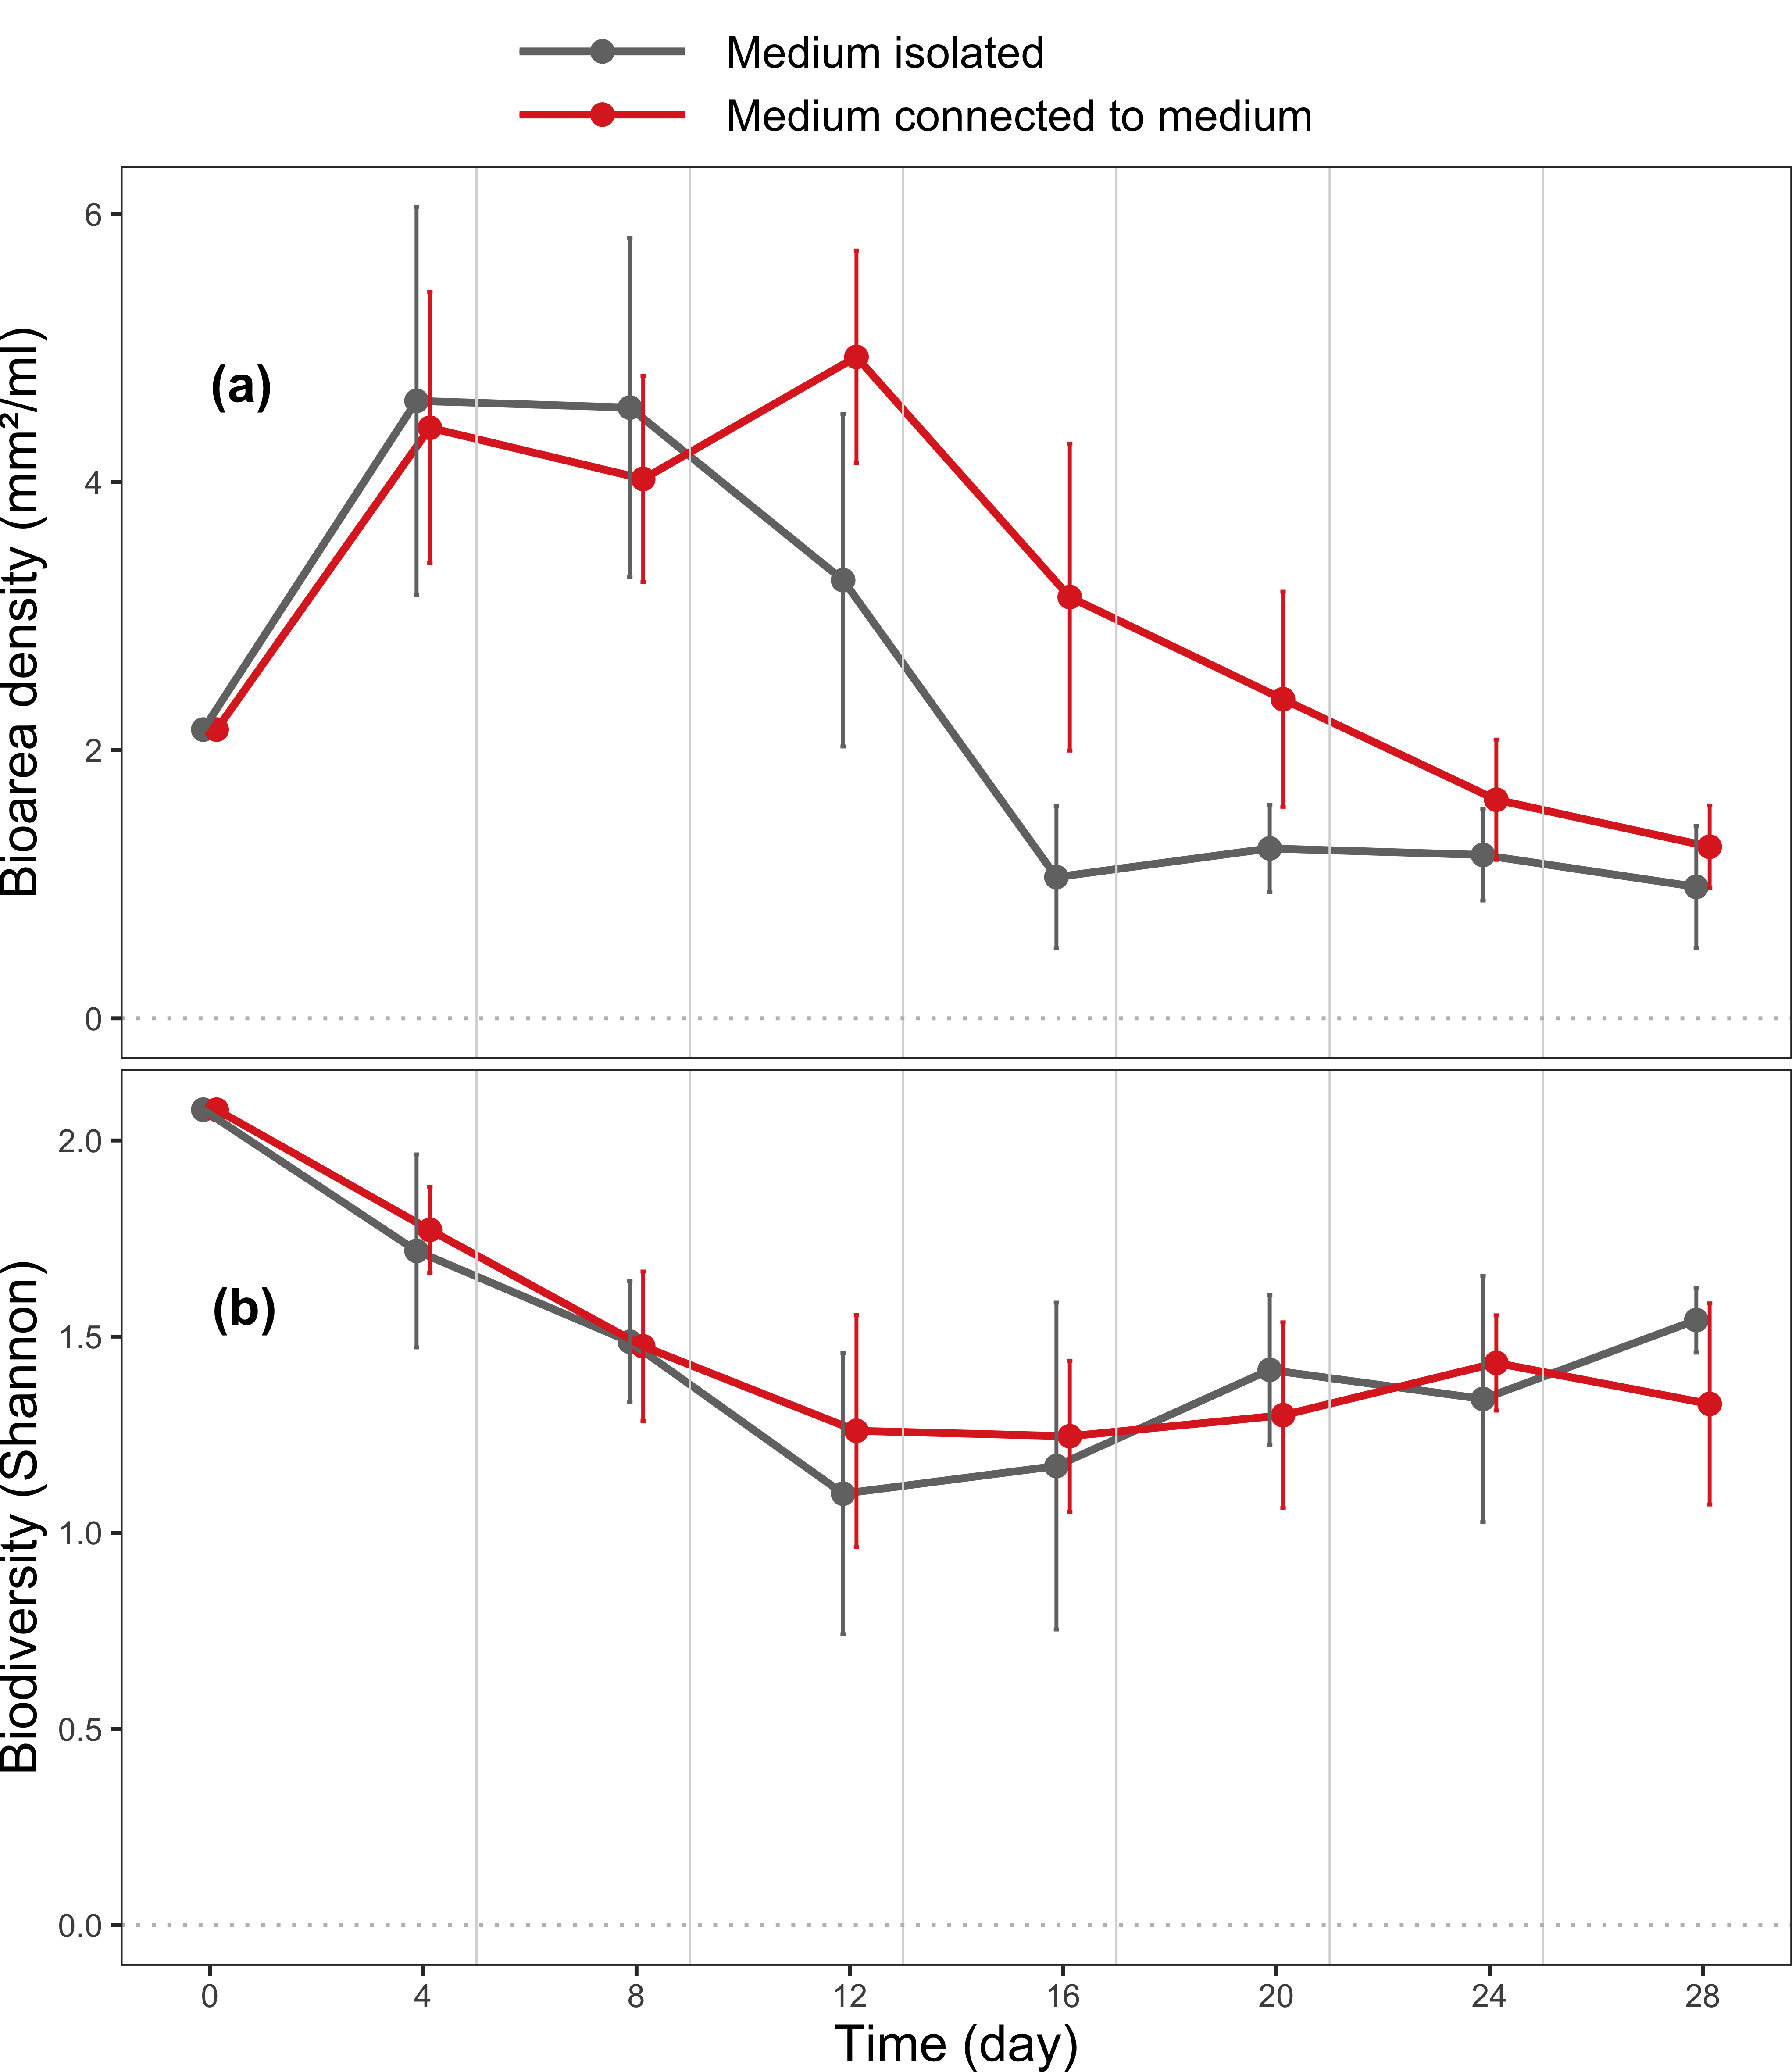 Medium isolated
Medium connected to medium
Bioarea density (mm²/ml)
6
4
2
0
(a)
Biodiversity (Shannon)
2.0
1.5
1.0
0.5
0.0
(b)
0 4 8 12 16 20 24 28
Time (day)